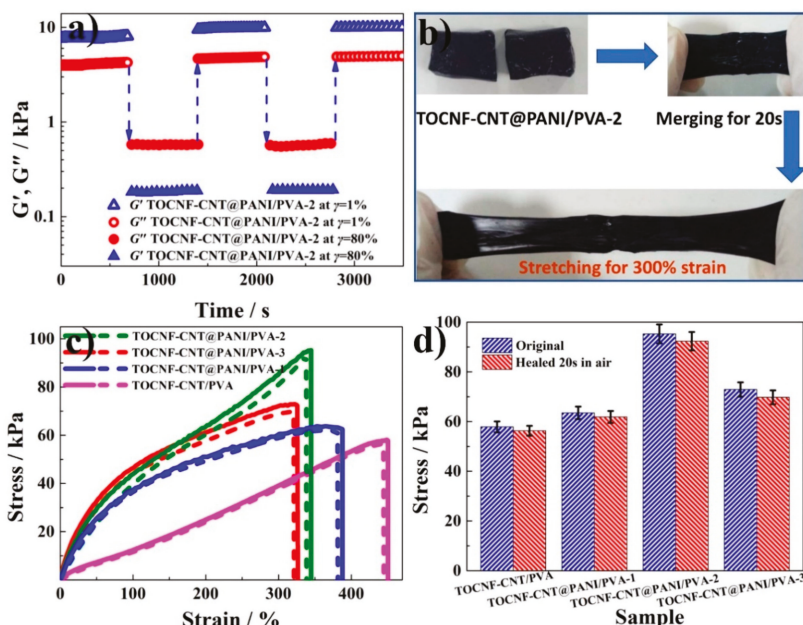 a)
G′, G″ / kPa
10
1
0.1
G′ TOCNF-CNT@PANI/PVA-2 at γ=1%
G″ TOCNF-CNT@PANI/PVA-2 at γ=1%
G″ TOCNF-CNT@PANI/PVA-2 at γ=80%
G′ TOCNF-CNT@PANI/PVA-2 at γ=80%
0 700 1400 2100 2800
Time / s
b)
TOCNF-CNT@PANI/PVA-2 Merging for 20s
Stretching for 300% strain
c)
Stress / kPa
100
80
60
40
20
TOCNF-CNT@PANI/PVA-2
TOCNF-CNT@PANI/PVA-3
TOCNF-CNT@PANI/PVA-1
TOCNF-CNT/PVA
0 100 200 300 400
Strain / %
d)
Stress / kPa
100
80
60
40
20
0
Original
Healed 20s in air
TOCNF-CNT/PVA
TOCNF-CNT@PANI/PVA-1
TOCNF-CNT@PANI/PVA-2
TOCNF-CNT@PANI/PVA-3
Sample